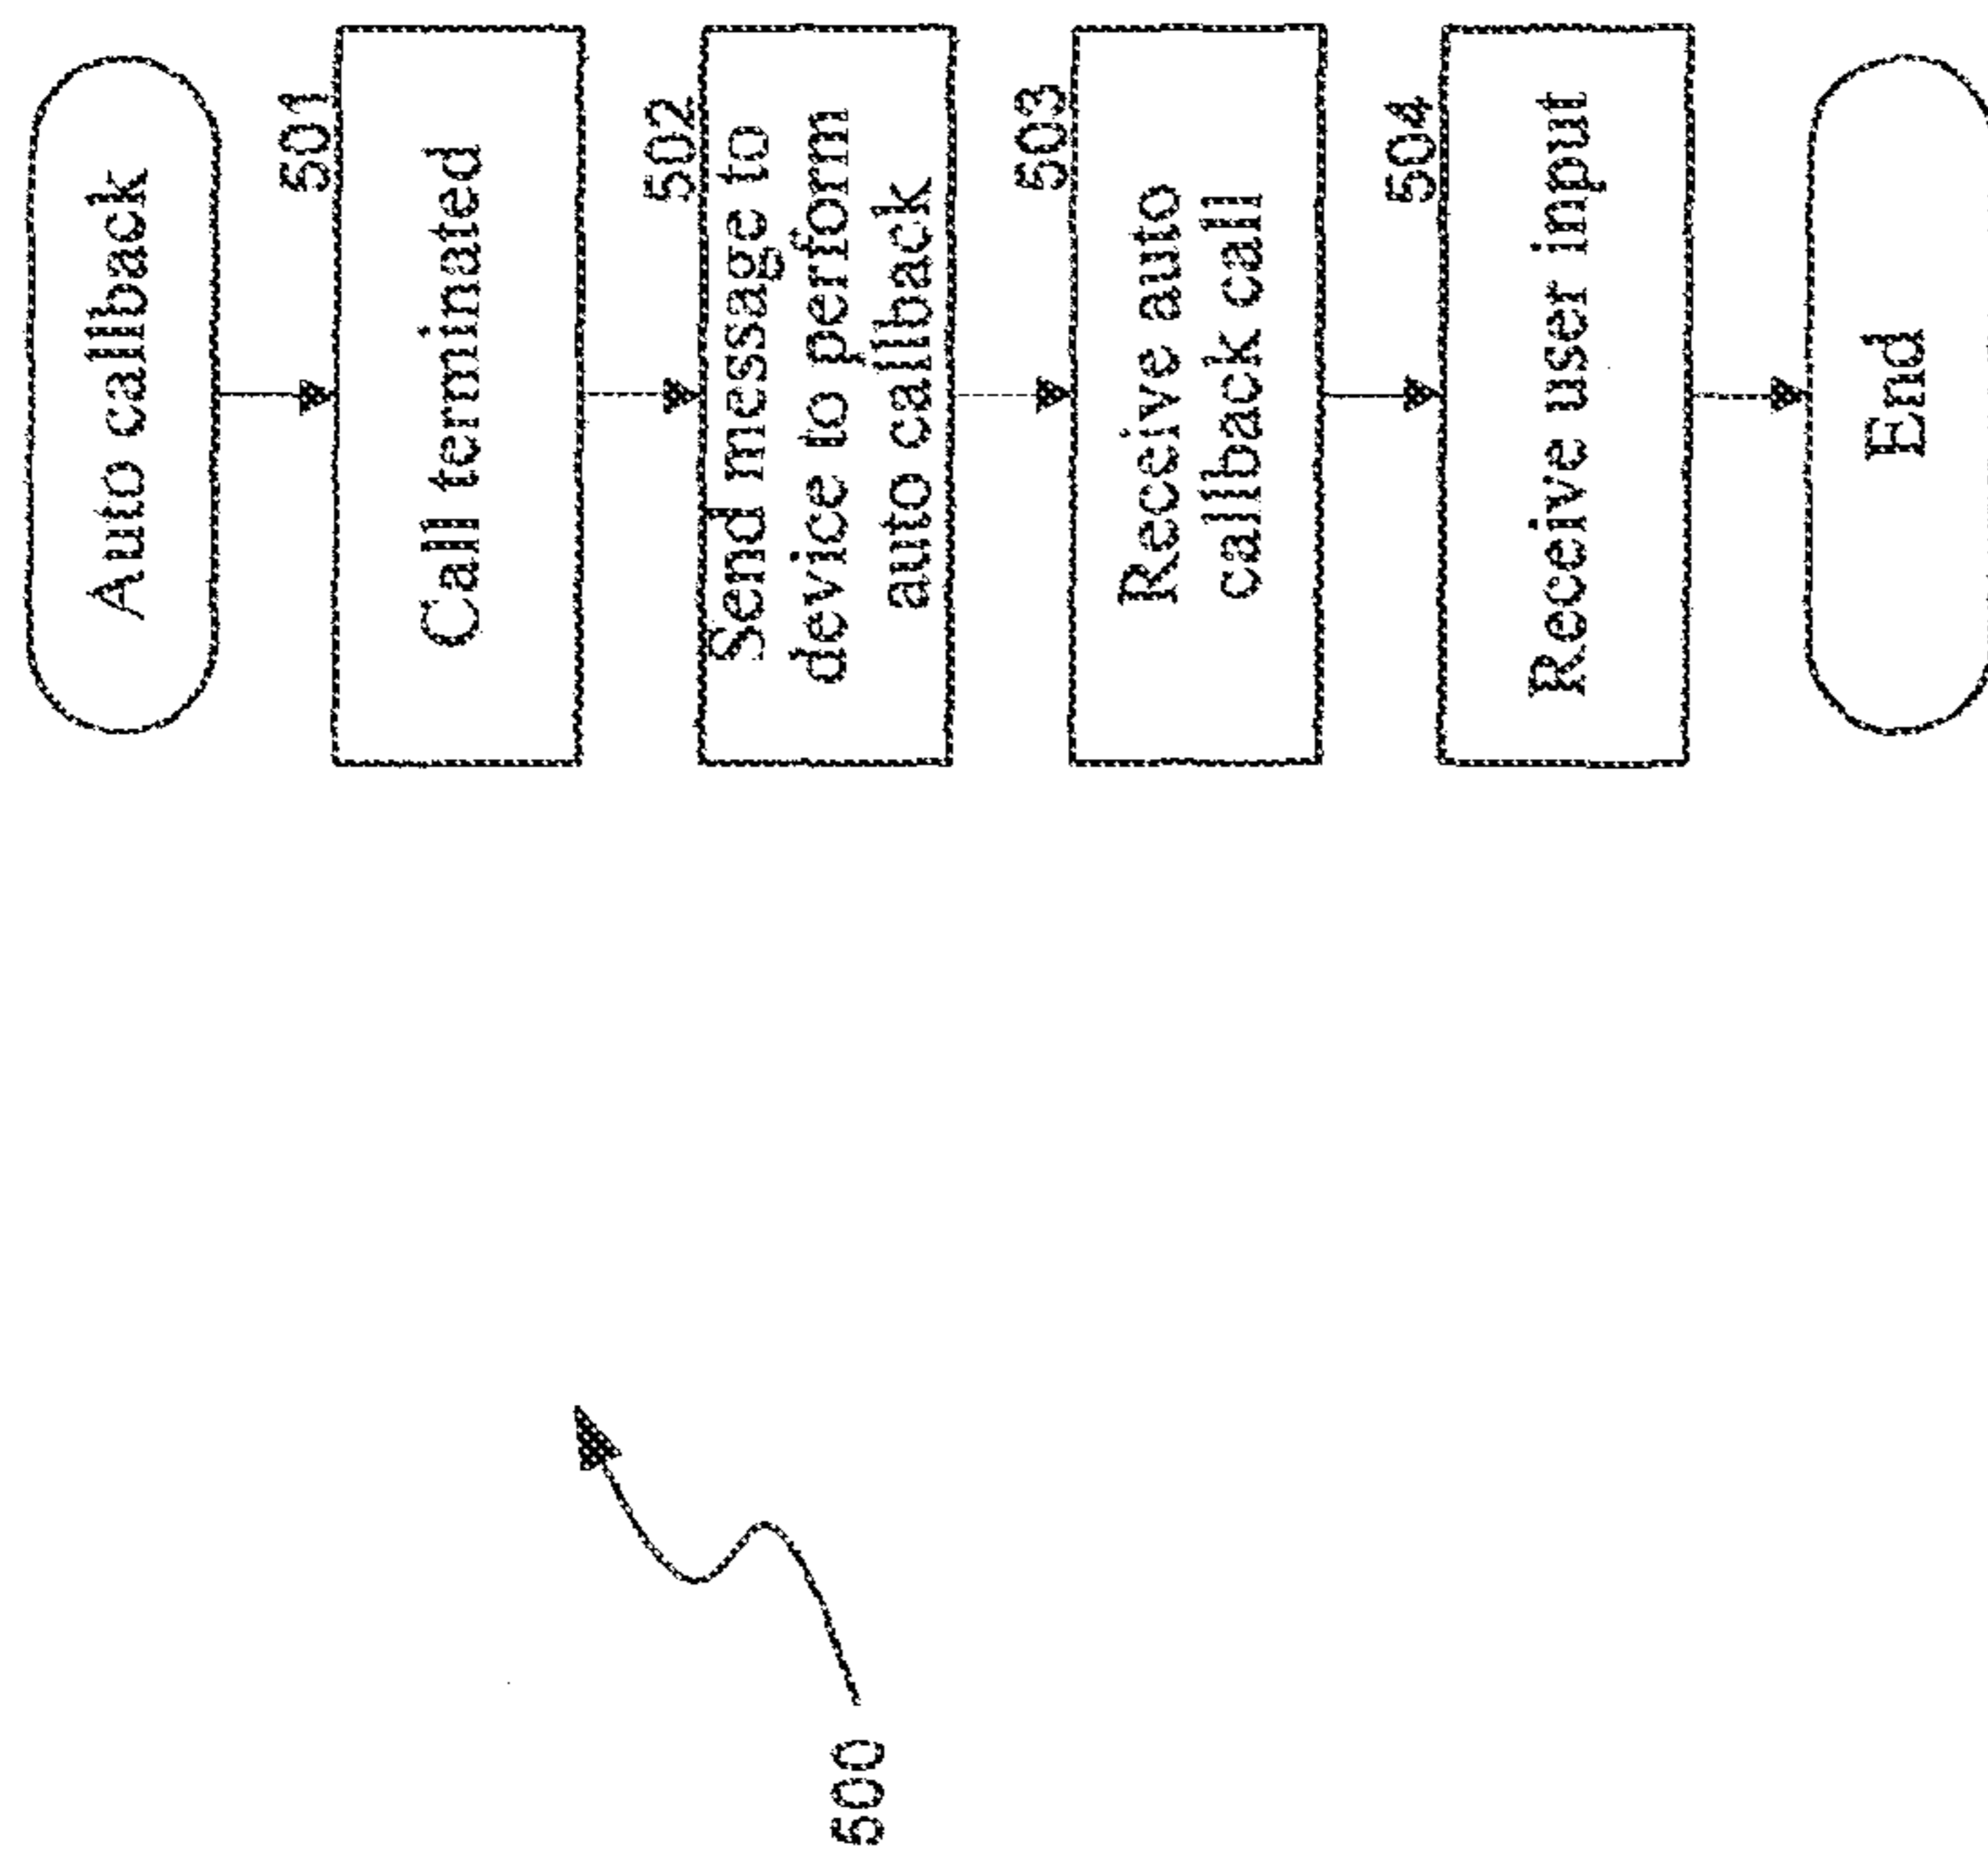 Auto callback
501
Call terminated
502
Send message to
device to perform
auto callback
503
Receive auto
callback call
504
Receive user input
End
500